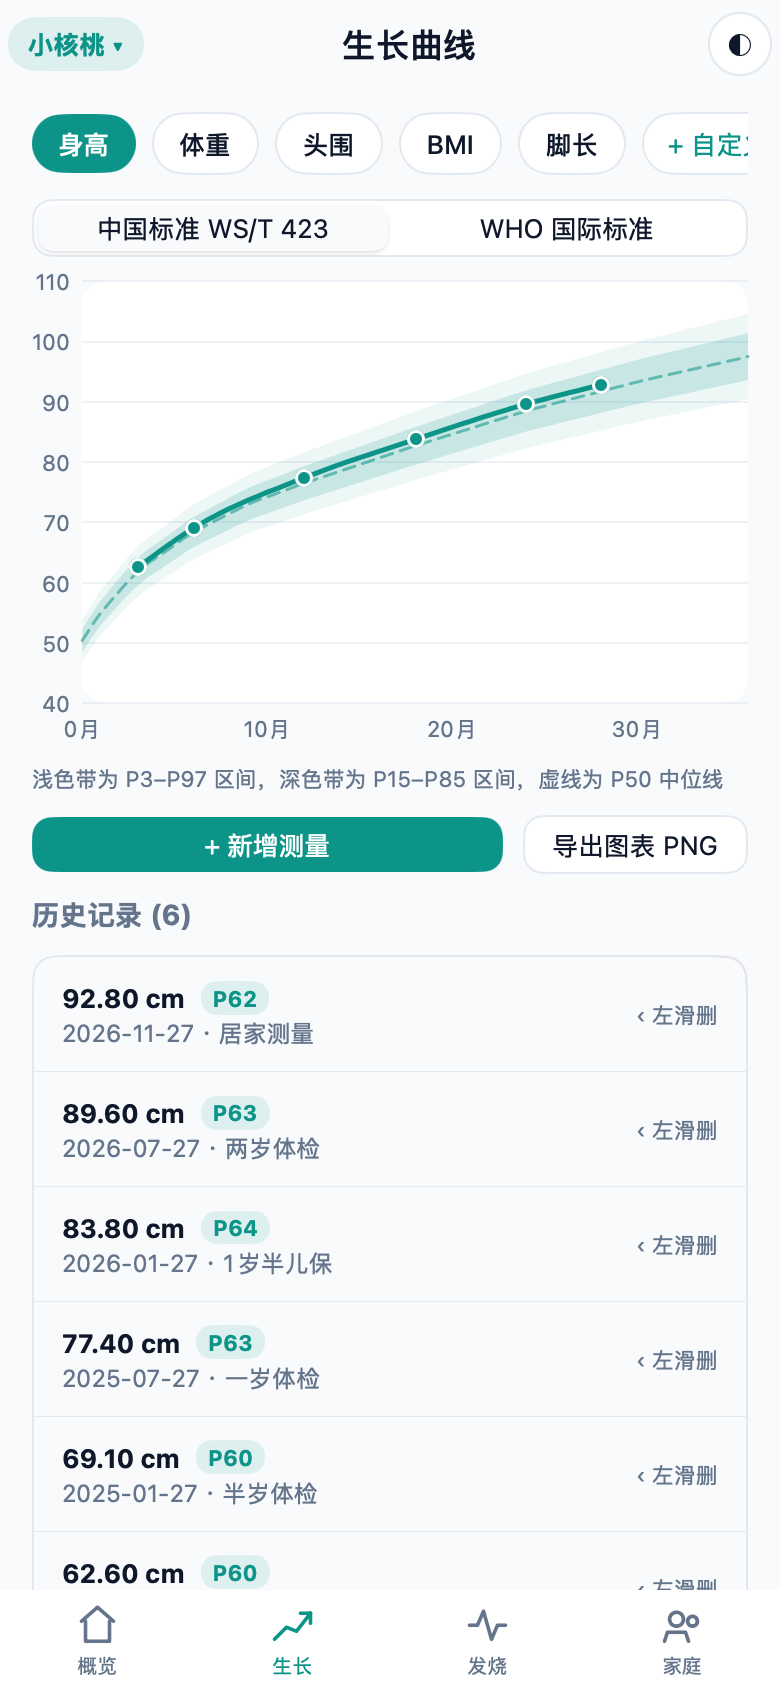 小核桃 ▾
生长曲线
身高
体重
头围
BMI
脚长
+ 自定
中国标准 WS/T 423
WHO 国际标准
110
100
90
80
70
60
50
40
0月
10月
20月
30月
浅色带为 P3–P97 区间，深色带为 P15–P85 区间，虚线为 P50 中位线
+ 新增测量
导出图表 PNG
历史记录 (6)
92.80 cm P62
2026-11-27 · 居家测量
‹ 左滑删
89.60 cm P63
2026-07-27 · 两岁体检
‹ 左滑删
83.80 cm P64
2026-01-27 · 1岁半儿保
‹ 左滑删
77.40 cm P63
2025-07-27 · 一岁体检
‹ 左滑删
69.10 cm P60
2025-01-27 · 半岁体检
‹ 左滑删
62.60 cm P60
‹ 左滑删
概览
生长
发烧
家庭